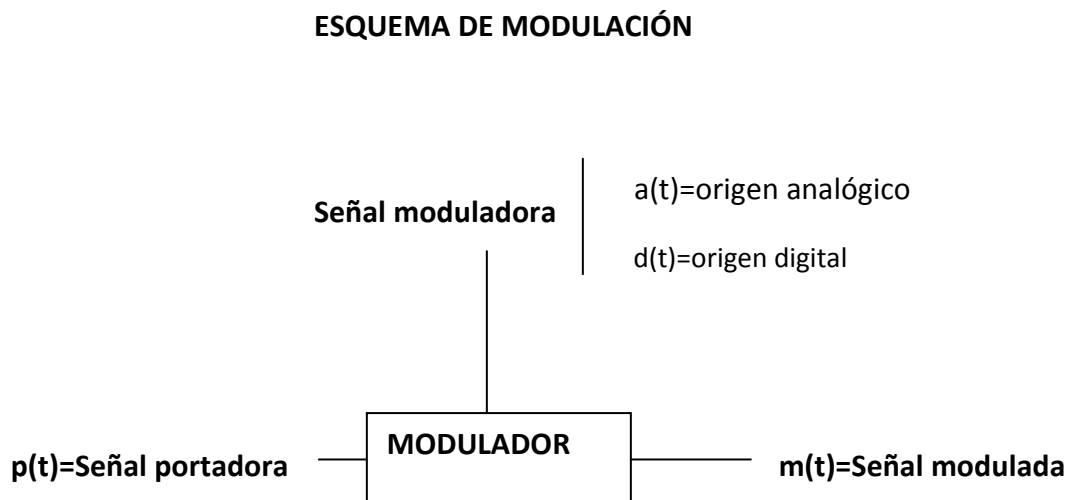 ESQUEMA DE MODULACIÓN
Señal moduladora
a(t)=origen analógico
d(t)=origen digital
MODULADOR
p(t)=Señal portadora
m(t)=Señal modulada